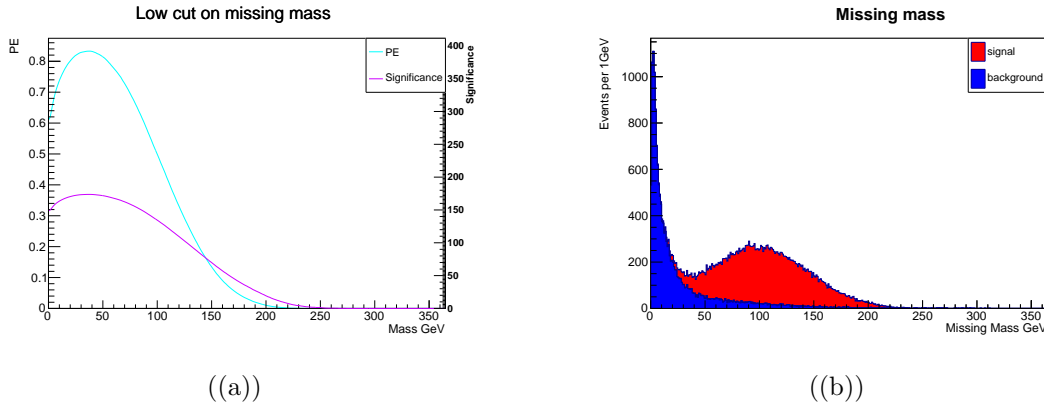 Low cut on missing mass
PE
PE
Significance
Significance
0.8
0.7
0.6
0.5
0.4
0.3
0.2
0.1
0
400
350
300
250
200
150
100
50
0
0 50 100 150 200 250 300 350
Mass GeV
((a))
Missing mass
Events per 1GeV
signal
background
1000
800
600
400
200
0
0 50 100 150 200 250 300 350
Missing Mass GeV
((b))